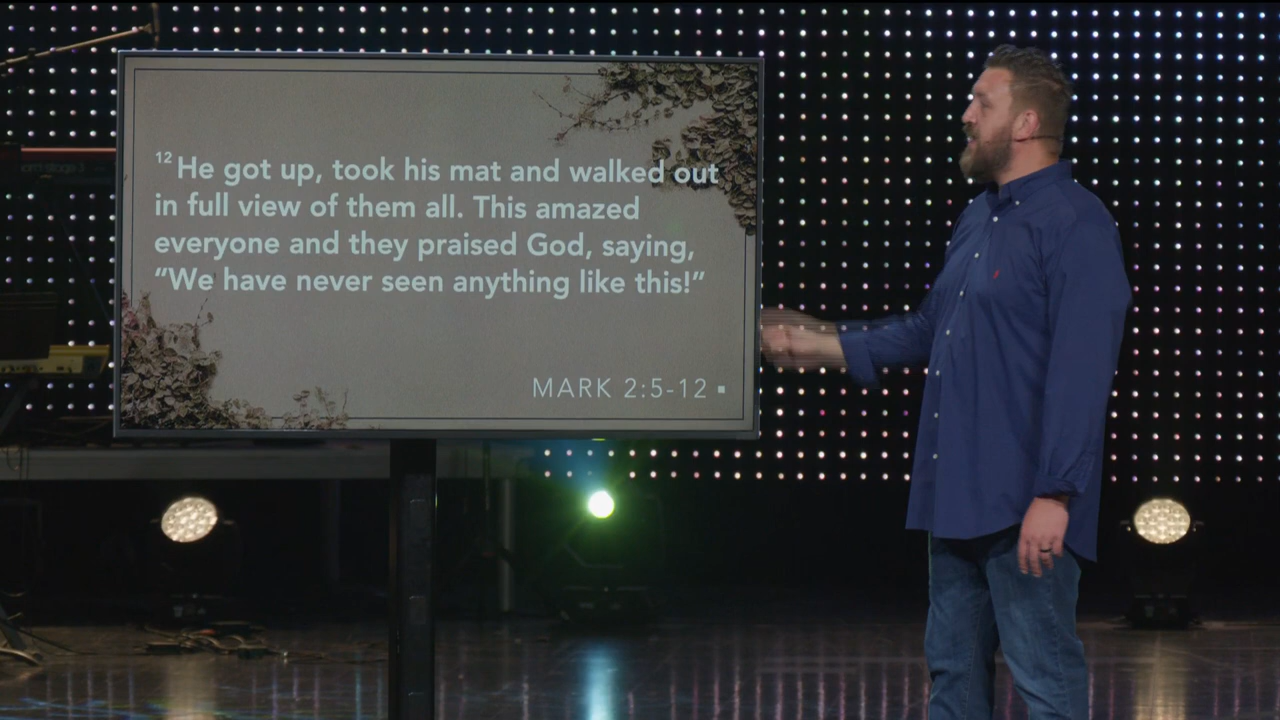 12 He got up, took his mat and walked out
in full view of them all. This amazed
everyone and they praised God, saying,
“We have never seen anything like this!”
MARK 2:5-12